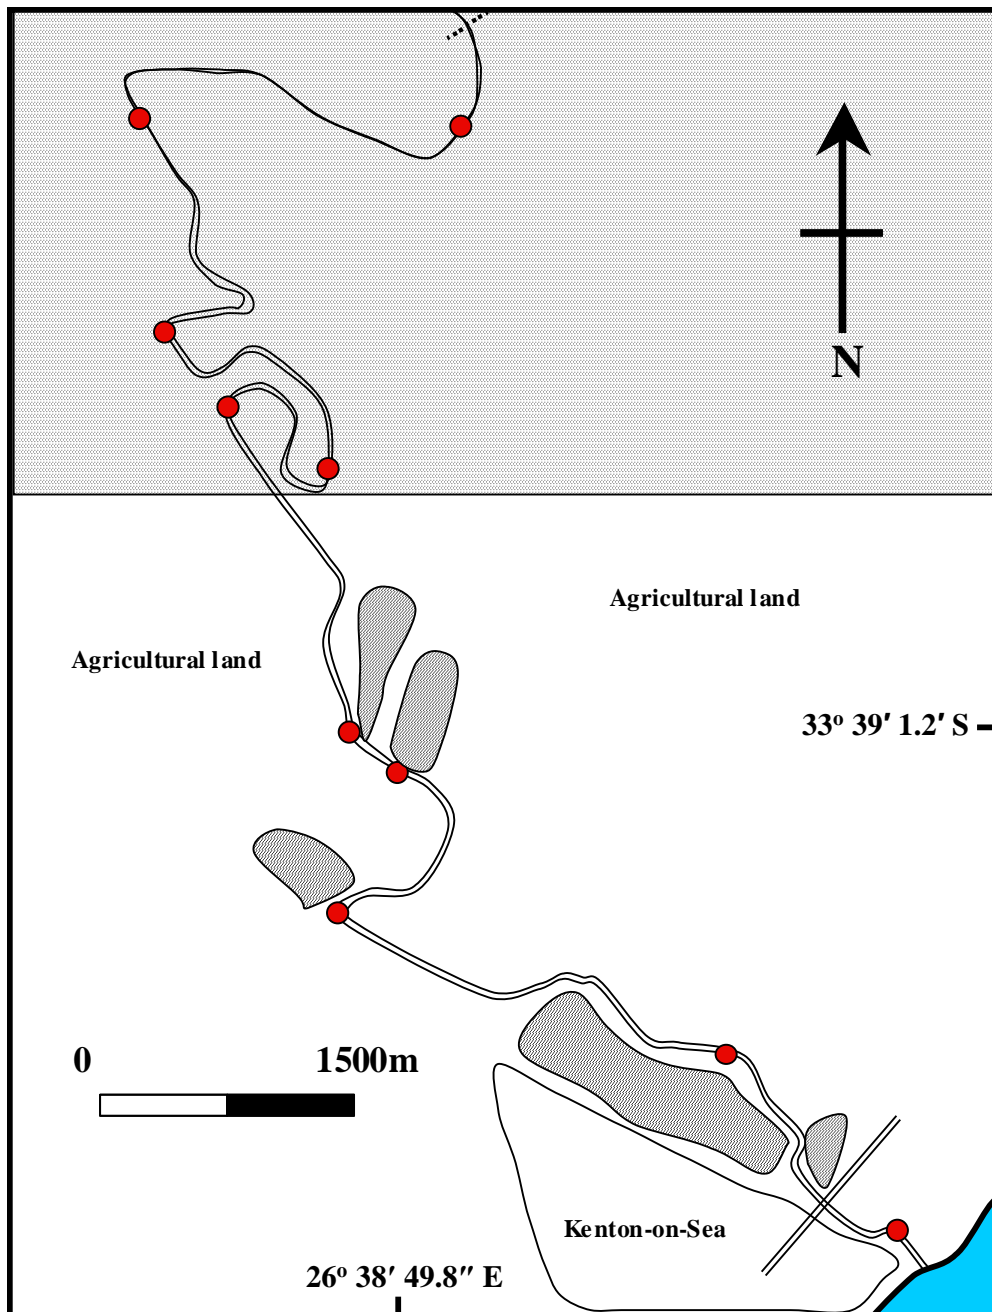 N
Agricultural land
Agricultural land
33º 39′ 1.2′ S
0 1500m
Kenton-on-Sea
26º 38′ 49.8″ E